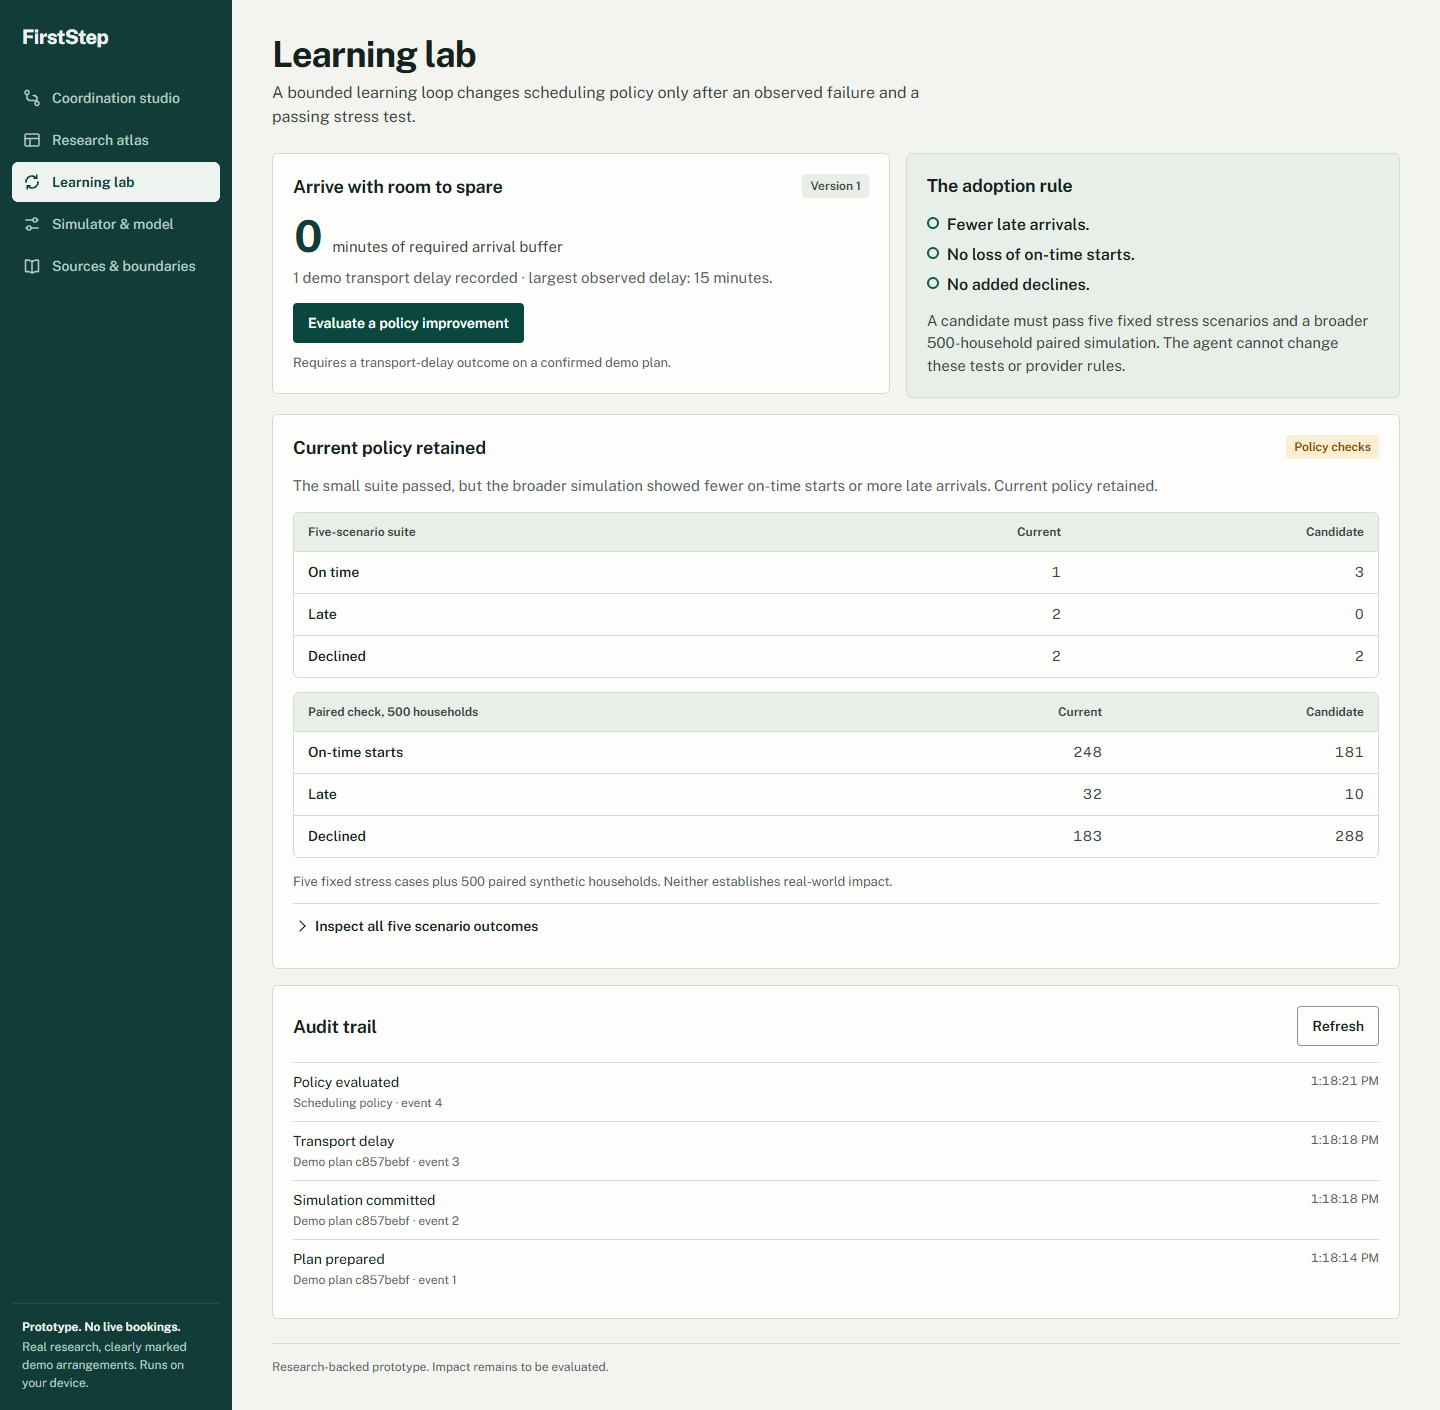 FirstStep
Coordination studio
Research atlas
Learning lab
Simulator & model
Sources & boundaries
Prototype. No live bookings.
Real research, clearly marked
demo arrangements. Runs on
your device.
Learning lab
A bounded learning loop changes scheduling policy only after an observed failure and a
passing stress test.
Arrive with room to spare
Version 1
0 minutes of required arrival buffer
1 demo transport delay recorded · largest observed delay: 15 minutes.
Evaluate a policy improvement
Requires a transport-delay outcome on a confirmed demo plan.
The adoption rule
Fewer late arrivals.
No loss of on-time starts.
No added declines.
A candidate must pass five fixed stress scenarios and a broader
500-household paired simulation. The agent cannot change
these tests or provider rules.
Current policy retained
Policy checks
The small suite passed, but the broader simulation showed fewer on-time starts or more late arrivals. Current policy retained.
Five-scenario suite Current Candidate
On time 1 3
Late 2 0
Declined 2 2
Paired check, 500 households Current Candidate
On-time starts 248 181
Late 32 10
Declined 183 288
Five fixed stress cases plus 500 paired synthetic households. Neither establishes real-world impact.
Inspect all five scenario outcomes
Audit trail
Refresh
Policy evaluated 1:18:21 PM
Scheduling policy · event 4
Transport delay 1:18:18 PM
Demo plan c857bebf · event 3
Simulation committed 1:18:18 PM
Demo plan c857bebf · event 2
Plan prepared 1:18:14 PM
Demo plan c857bebf · event 1
Research-backed prototype. Impact remains to be evaluated.